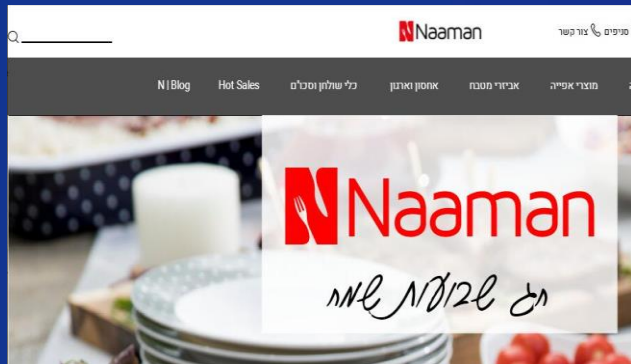 סניפים צור קשר
Naaman
מוצרי אפייה אביזרי מטבח אחסון וארגון כלי שולחן וסכו"ם Hot Sales N | Blog
Naaman
חג שבועות שמח